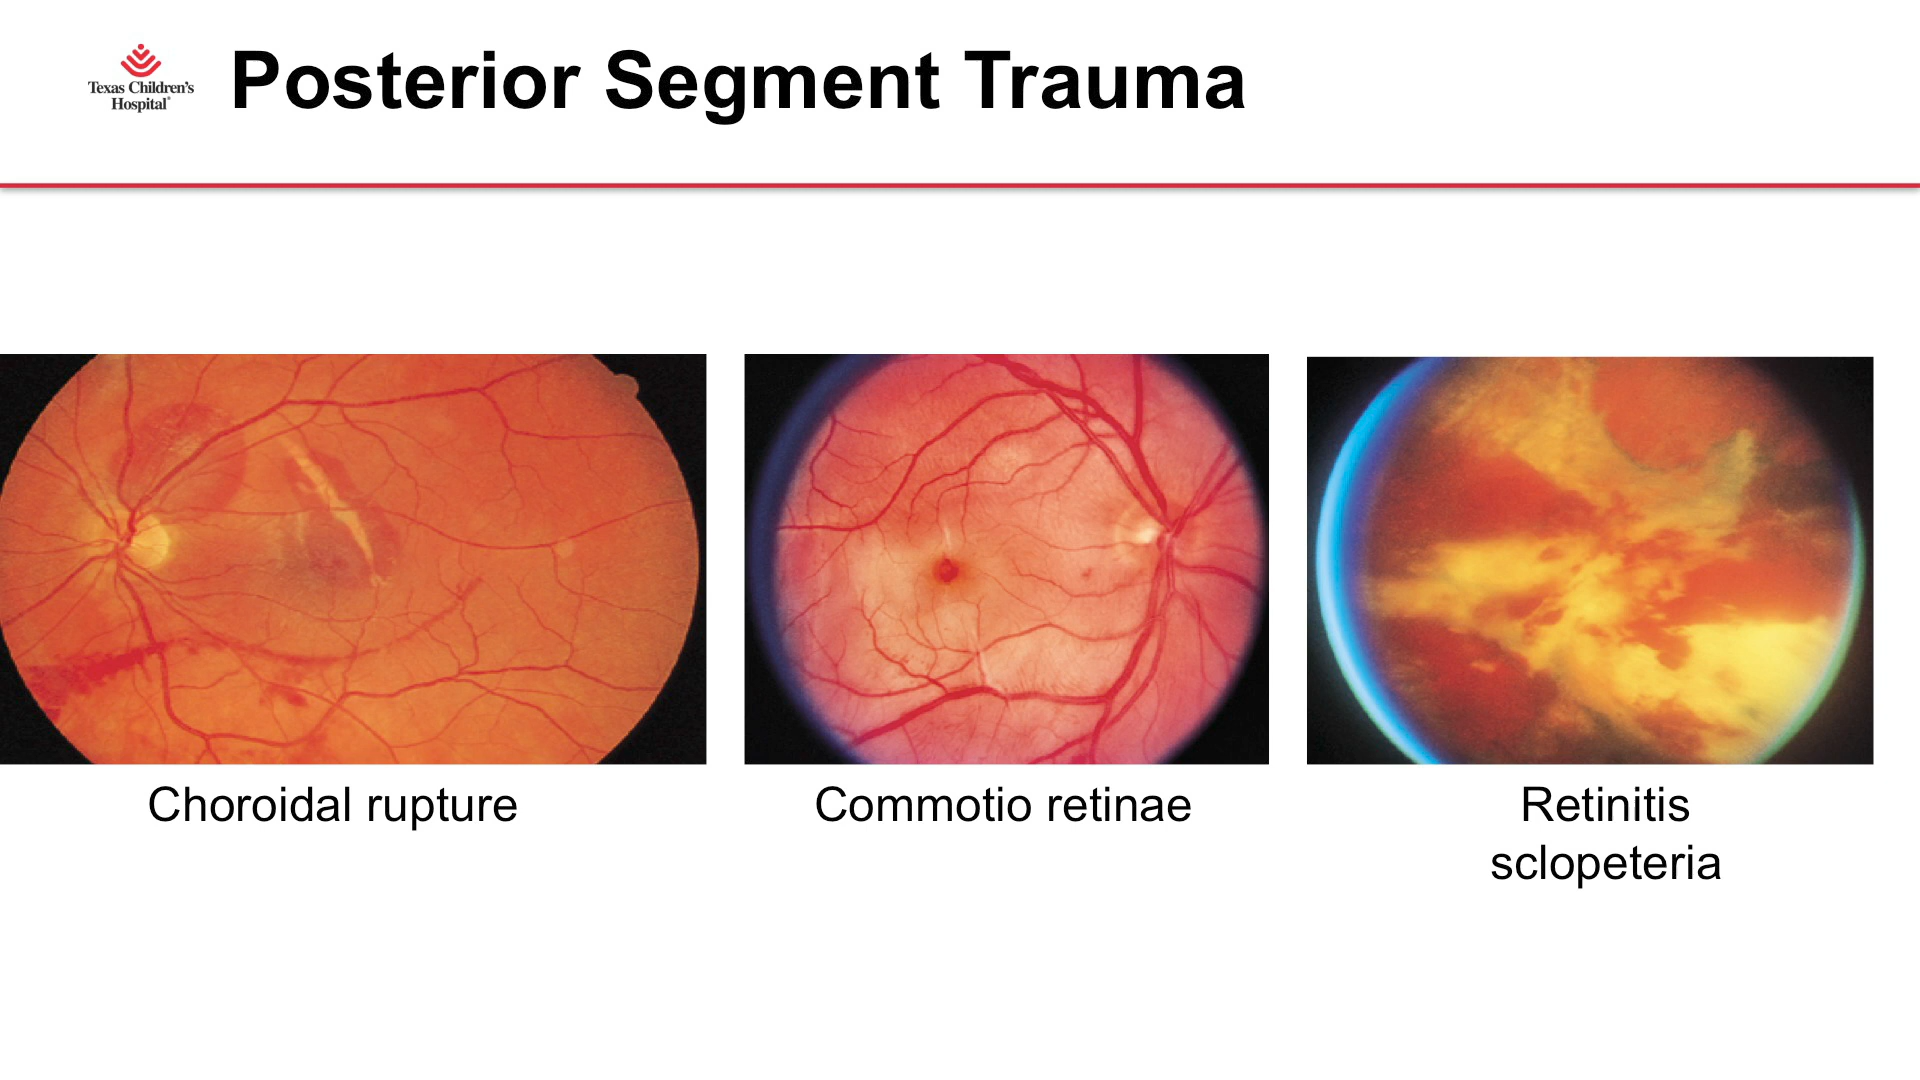 Texas Children's
Hospital®
Posterior Segment Trauma
Choroidal rupture
Commotio retinae
Retinitis
sclopeteria